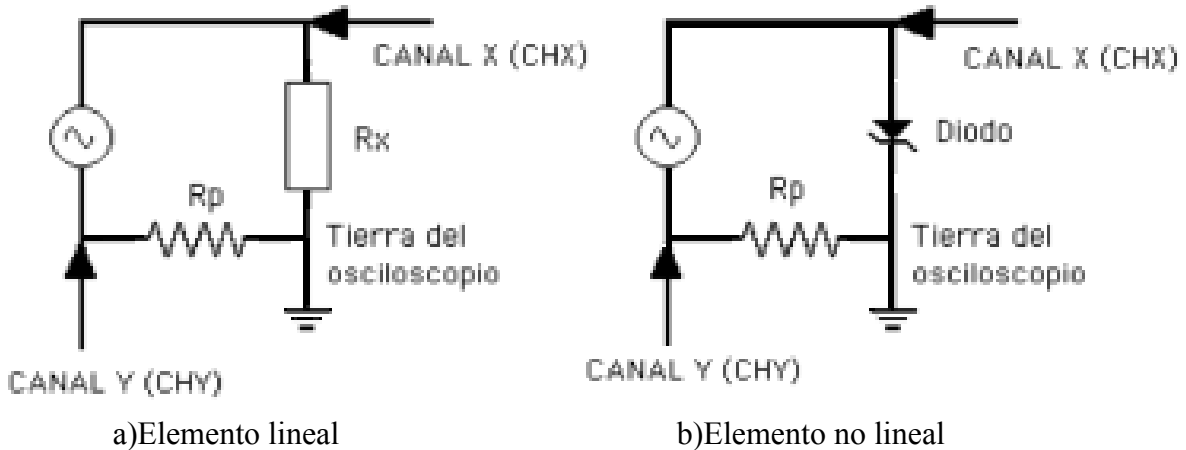 CANAL X (CHX)
Rx
Rp
Tierra del
osciloscopio
CANAL Y (CHY)
a)Elemento lineal
CANAL X (CHX)
Diodo
Rp
Tierra del
osciloscopio
CANAL Y (CHY)
b)Elemento no lineal